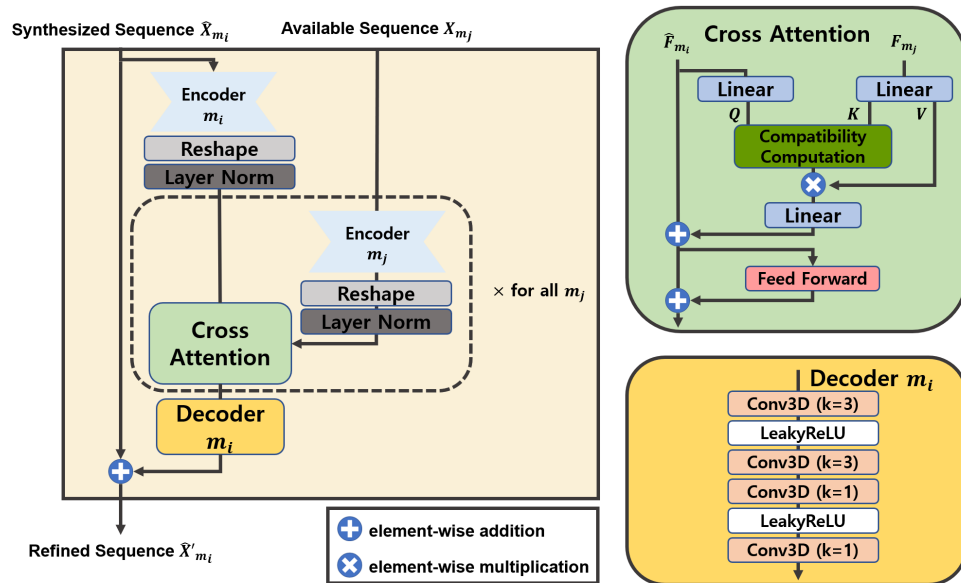 Synthesized Sequence X̂mᵢ
Available Sequence Xmⱼ
Encoder
mᵢ
Reshape
Layer Norm
Encoder
mⱼ
Reshape
Layer Norm
× for all mⱼ
Cross
Attention
Decoder
mᵢ
Refined Sequence X̂′mᵢ
element-wise addition
element-wise multiplication
Cross Attention
F̂mᵢ
Fmⱼ
Linear
Linear
Q
K
V
Compatibility
Computation
Linear
Feed Forward
Decoder mᵢ
Conv3D (k=3)
LeakyReLU
Conv3D (k=3)
Conv3D (k=1)
LeakyReLU
Conv3D (k=1)